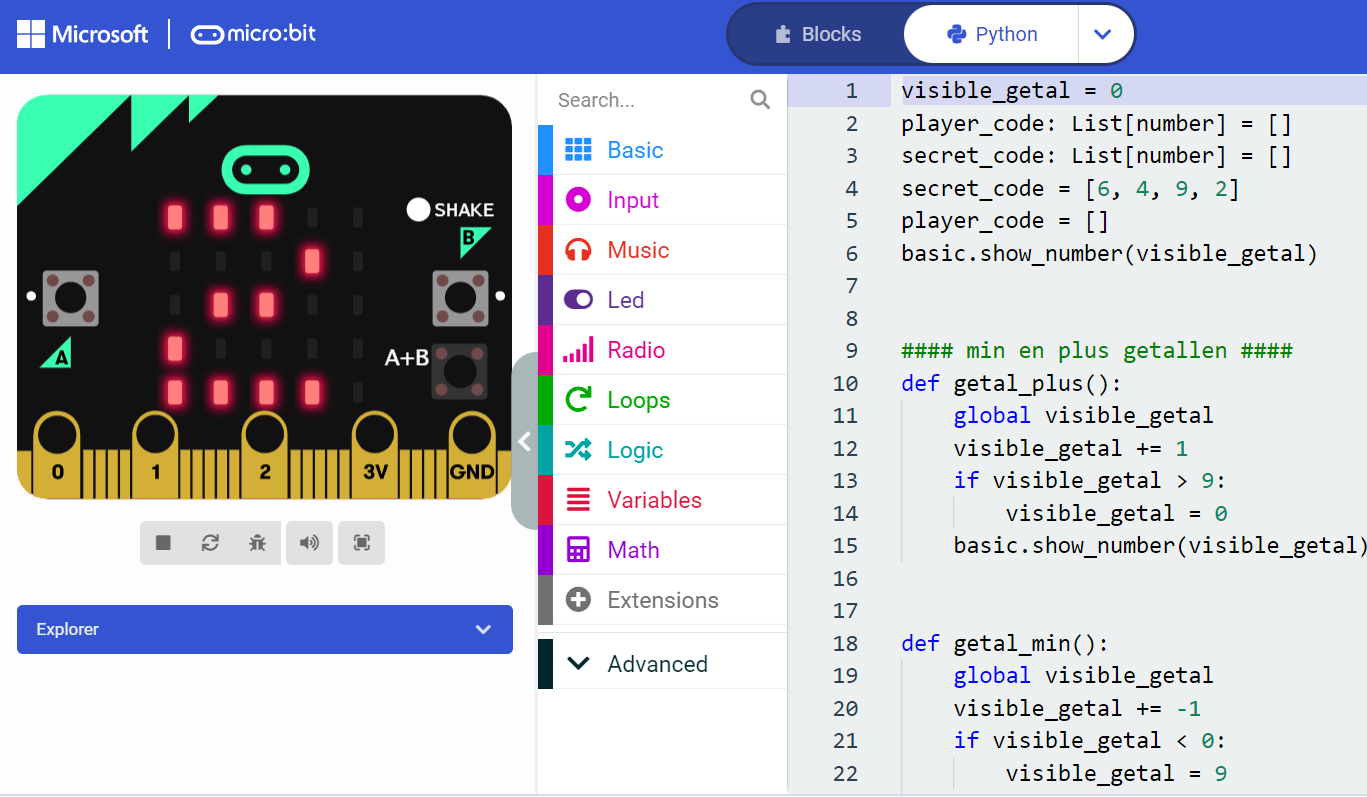 Microsoft micro:bit
Blocks
Python
SHAKE
B
A
A+B
0 1 2 3V GND
Explorer
Search...
Basic
Input
Music
Led
Radio
Loops
Logic
Variables
Math
Extensions
Advanced
1 visible_getal = 0
2 player_code: List[number] = []
3 secret_code: List[number] = []
4 secret_code = [6, 4, 9, 2]
5 player_code = []
6 basic.show_number(visible_getal)
7
8
9 #### min en plus getallen ####
10 def getal_plus():
11     global visible_getal
12     visible_getal += 1
13     if visible_getal > 9:
14         visible_getal = 0
15     basic.show_number(visible_getal)
16
17
18 def getal_min():
19     global visible_getal
20     visible_getal += -1
21     if visible_getal < 0:
22         visible_getal = 9